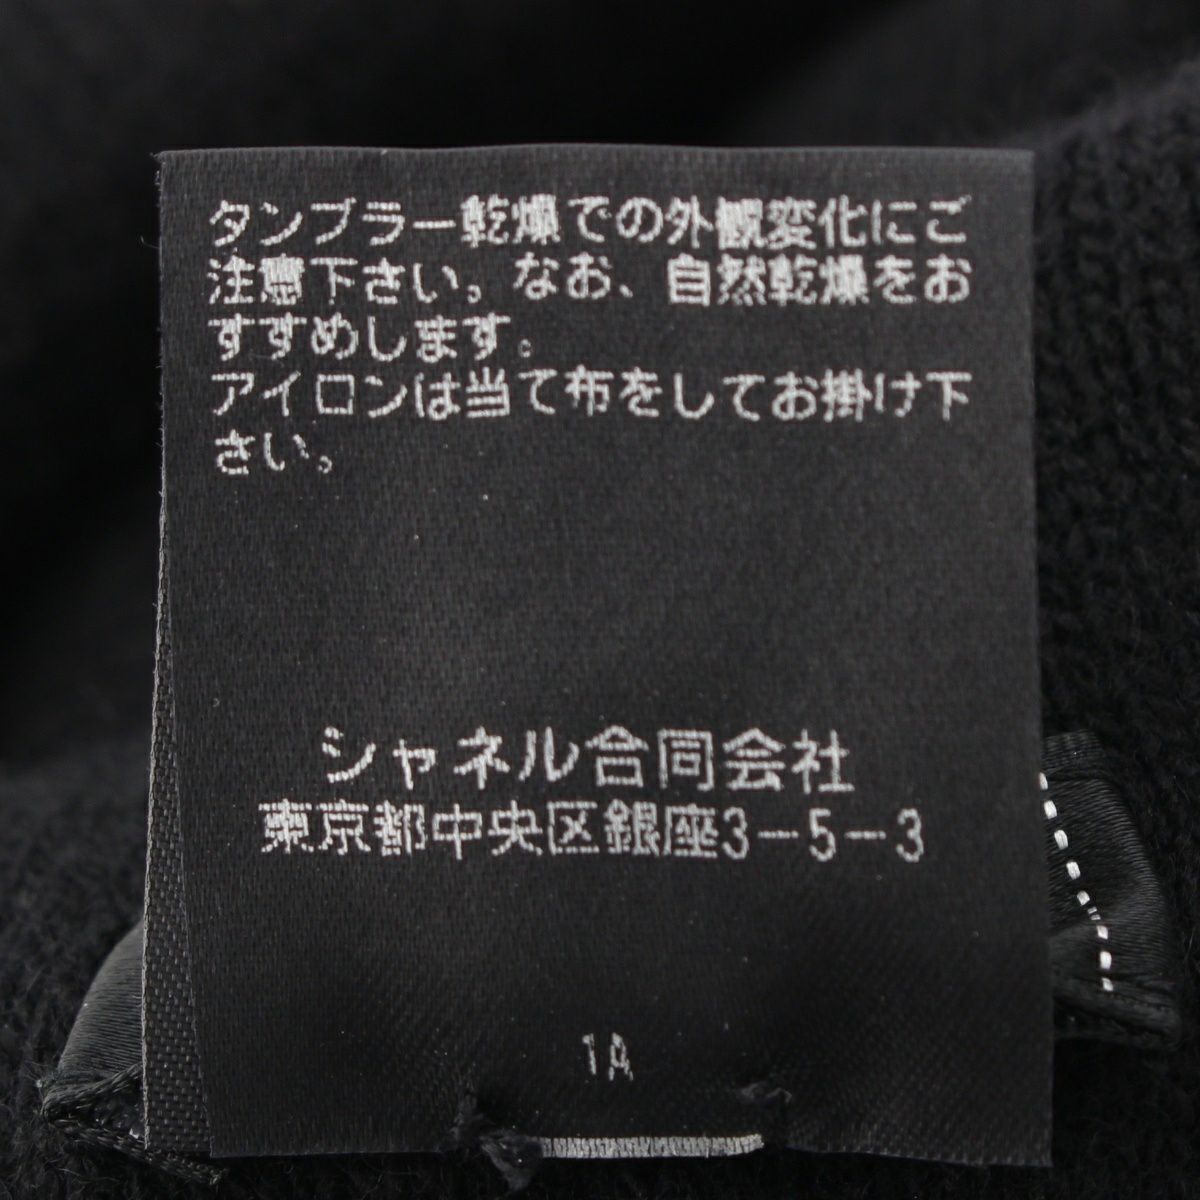 タンブラー乾燥での外観変化にご
注意下さい。なお、自然乾燥をお
すすめします。
アイロンは当て布をしてお掛け下
さい。
シャネル合同会社
東京都中央区銀座3-5-3
1A